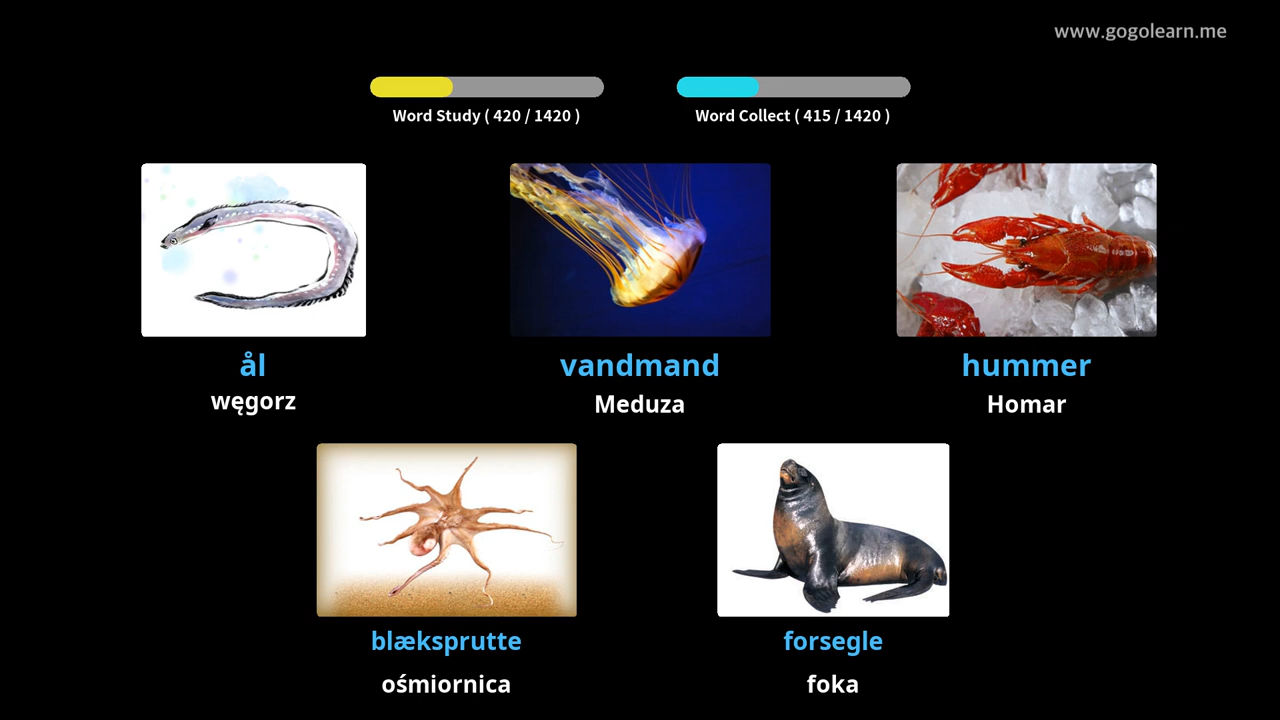 www.gogolearn.me
Word Study ( 420 / 1420 )
Word Collect ( 415 / 1420 )
ål
vandmand
hummer
węgorz
Meduza
Homar
blæksprutte
forsegle
ośmiornica
foka